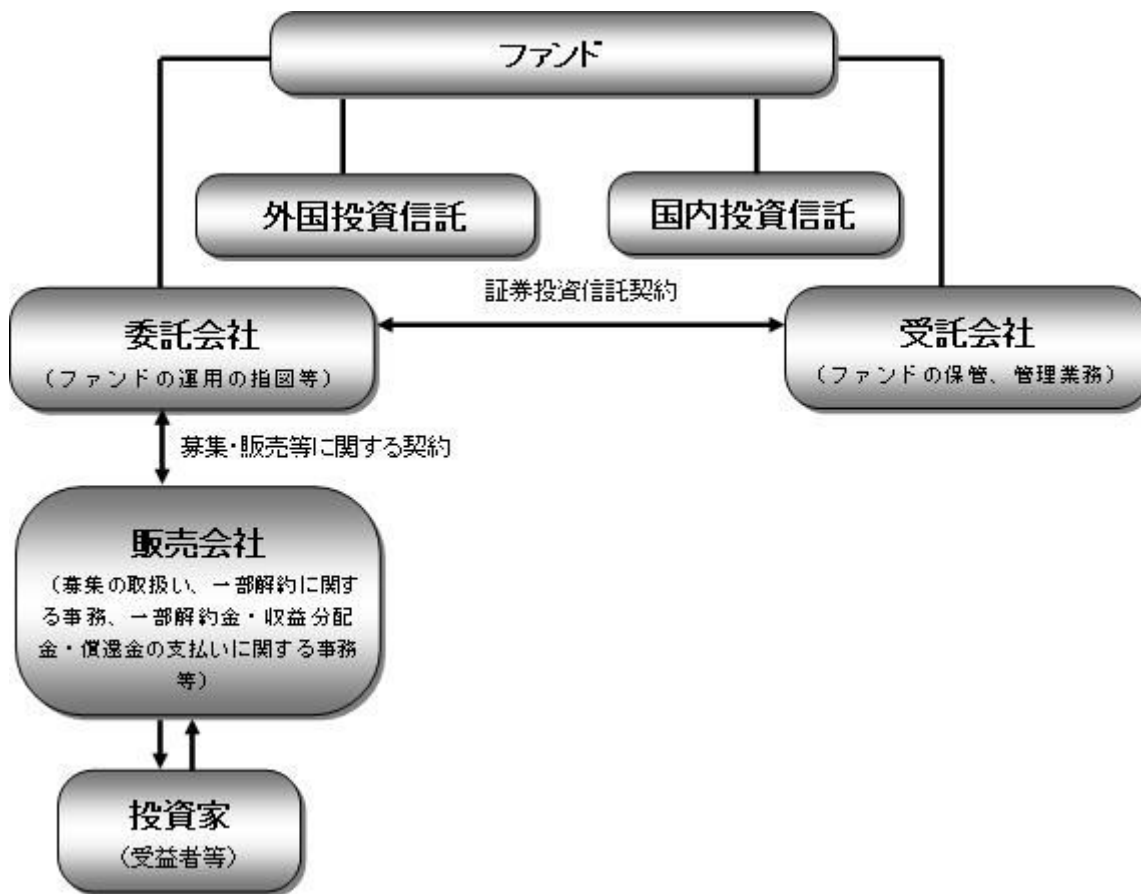 ファンド
外国投資信託
国内投資信託
証券投資信託契約
委託会社
（ファンドの運用の指図等）
受託会社
（ファンドの保管、管理業務）
募集・販売等に関する契約
販売会社
（募集の取扱い、一部解約に関す
る事務、一部解約金・収益分配
金・償還金の支払いに関する事務
等）
投資家
（受益者等）